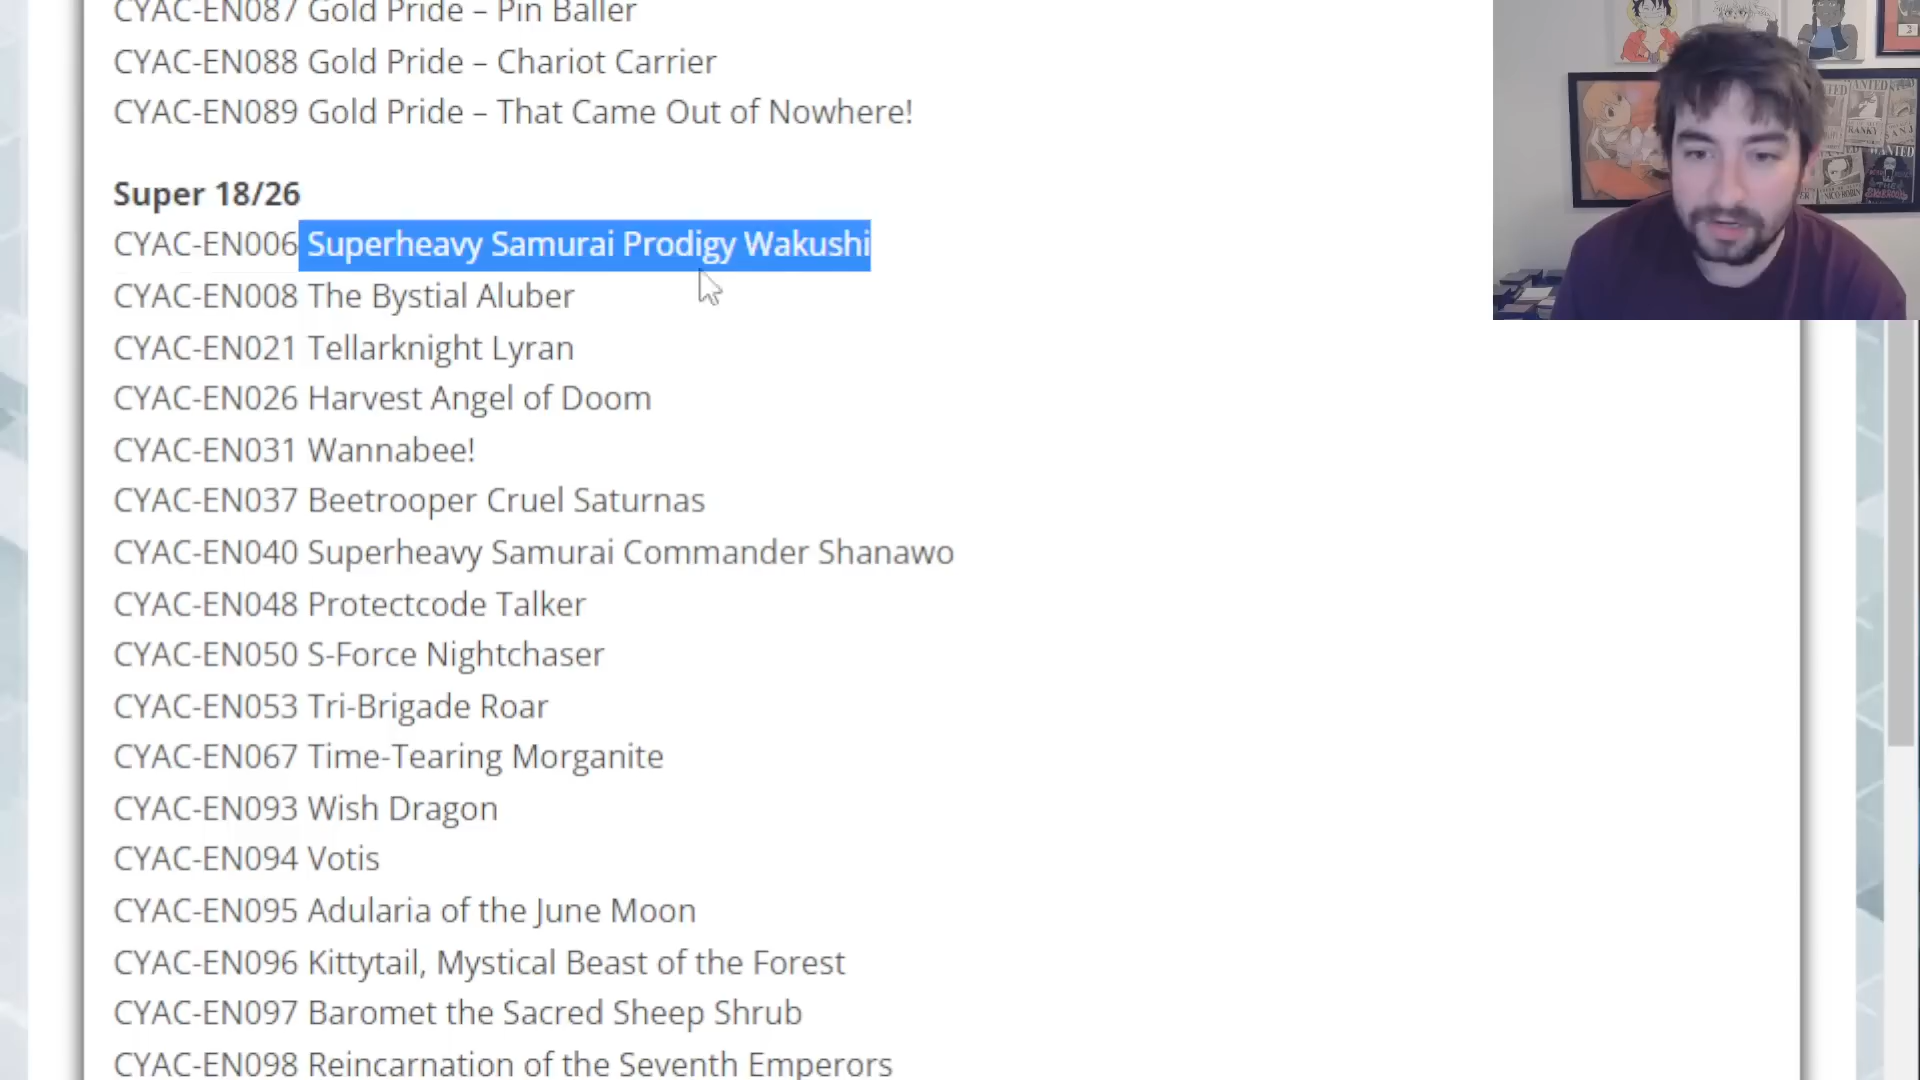 CYAC-EN087 Gold Pride – Pin Baller
CYAC-EN088 Gold Pride – Chariot Carrier
CYAC-EN089 Gold Pride – That Came Out of Nowhere!
Super 18/26
CYAC-EN006 Superheavy Samurai Prodigy Wakushi
CYAC-EN008 The Bystial Aluber
CYAC-EN021 Tellarknight Lyran
CYAC-EN026 Harvest Angel of Doom
CYAC-EN031 Wannabee!
CYAC-EN037 Beetrooper Cruel Saturnas
CYAC-EN040 Superheavy Samurai Commander Shanawo
CYAC-EN048 Protectcode Talker
CYAC-EN050 S-Force Nightchaser
CYAC-EN053 Tri-Brigade Roar
CYAC-EN067 Time-Tearing Morganite
CYAC-EN093 Wish Dragon
CYAC-EN094 Votis
CYAC-EN095 Adularia of the June Moon
CYAC-EN096 Kittytail, Mystical Beast of the Forest
CYAC-EN097 Baromet the Sacred Sheep Shrub
CYAC-EN098 Reincarnation of the Seventh Emperors
WANTED
WANTED